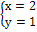 x = 2
y = 1